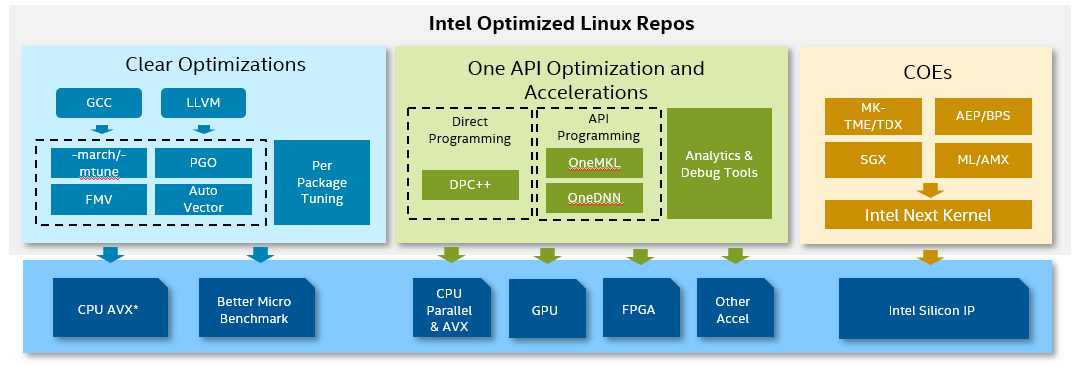 Intel Optimized Linux Repos
Clear Optimizations
GCC
LLVM
-march/-
mtune
PGO
FMV
Auto
Vector
Per
Package
Tuning
One API Optimization and
Accelerations
Direct
Programming
DPC++
API
Programming
OneMKL
OneDNN
Analytics &
Debug Tools
COEs
MK-
TME/TDX
AEP/BPS
SGX
ML/AMX
Intel Next Kernel
CPU AVX*
Better Micro
Benchmark
CPU
Parallel
& AVX
GPU
FPGA
Other
Accel
Intel Silicon IP